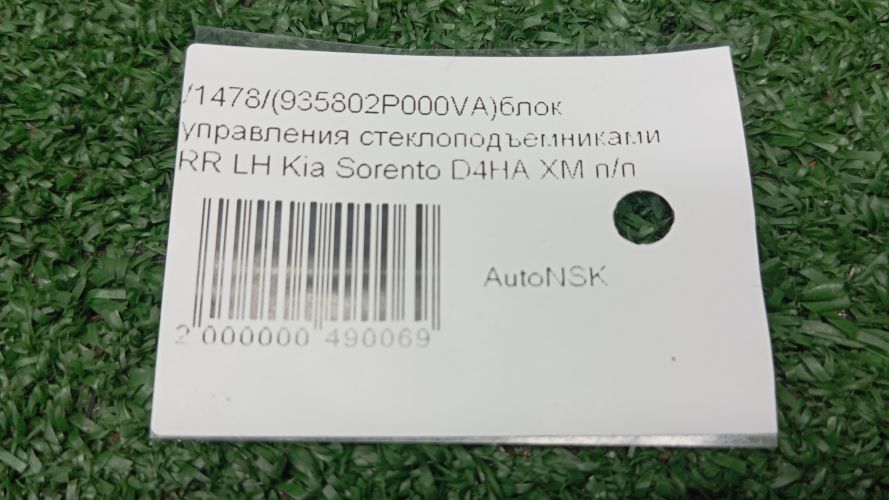 /1478/(935802P000VA)блок
управления стеклоподъемниками
RR LH Kia Sorento D4HA XM п/п
AutoNSK
2 000000 490069